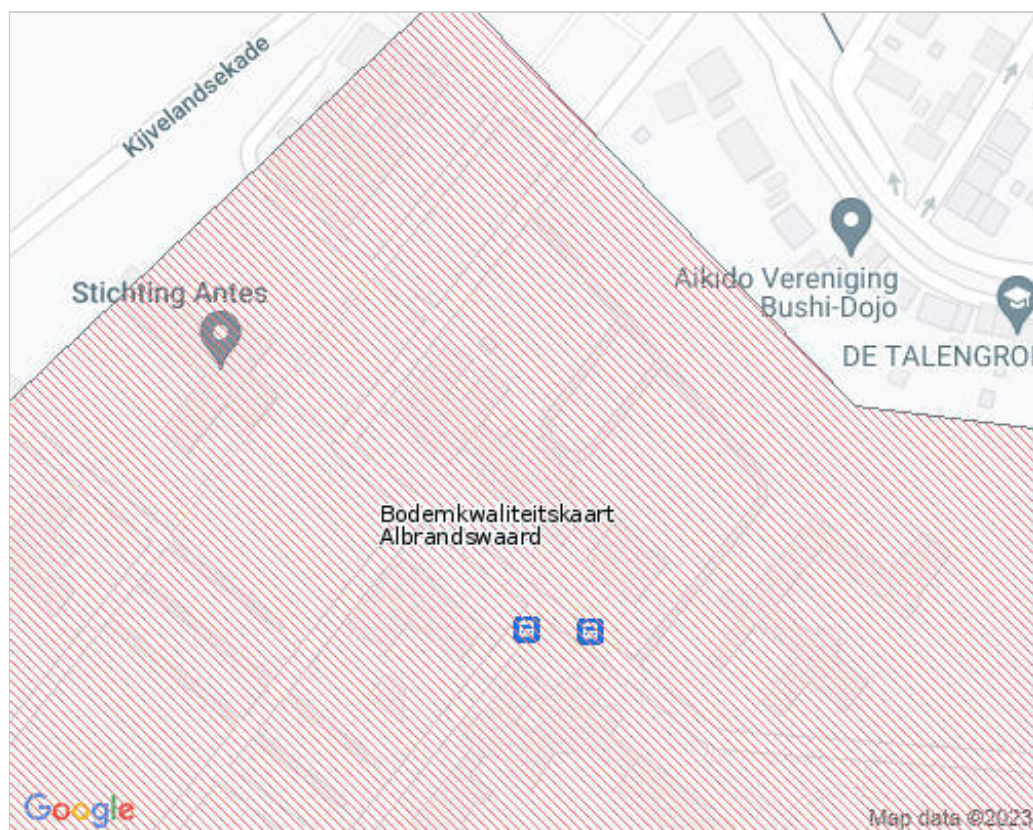 Kijvelandsekade
Stichting Antes
Aikido Vereniging
Bushi-Dojo
DE TALENGRO
Bodemkwaliteitskaart
Albrandswaard
Google
Map data ©2023